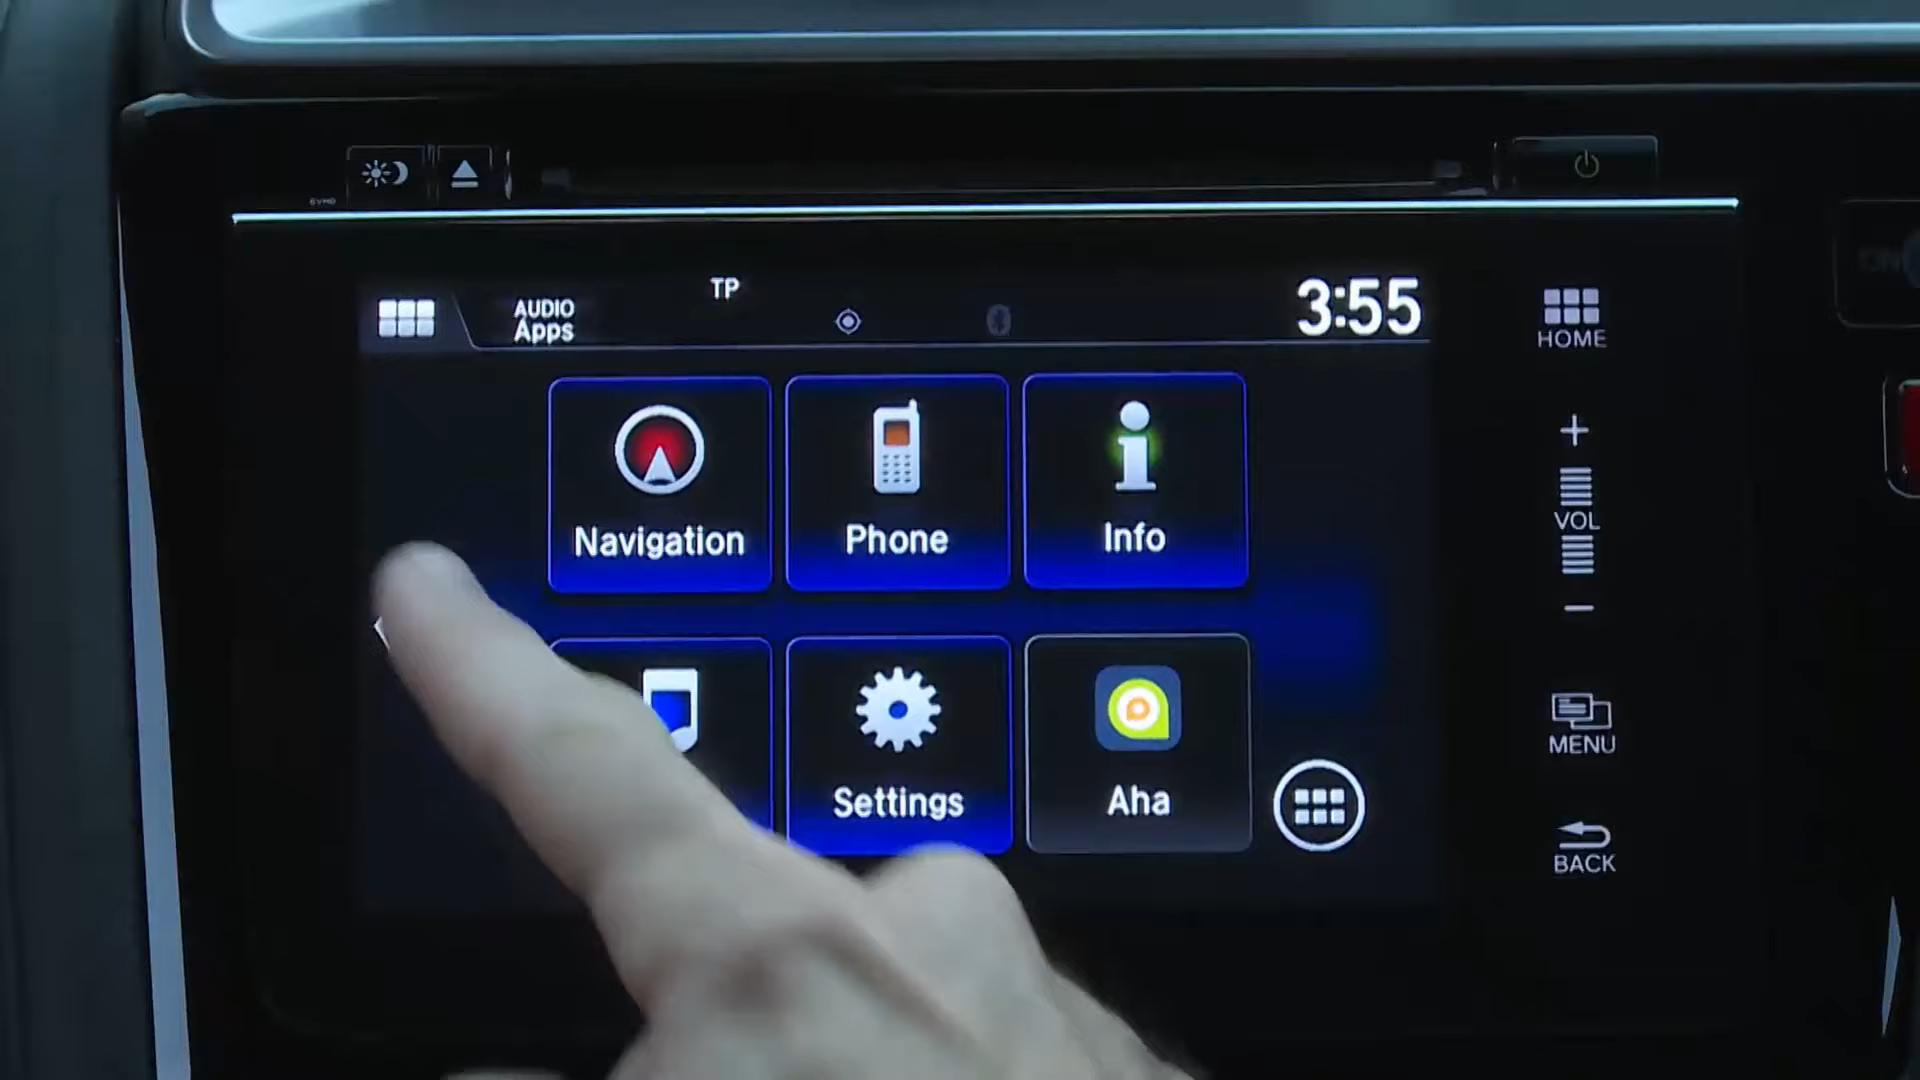 TP
AUDIO
Apps
3:55
HOME
Navigation
Phone
Info
VOL
Settings
Aha
MENU
BACK